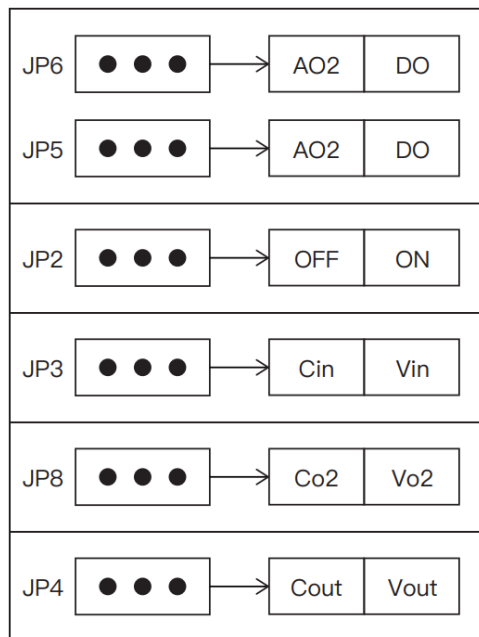 JP6 AO2 DO
JP5 AO2 DO
JP2 OFF ON
JP3 Cin Vin
JP8 Co2 Vo2
JP4 Cout Vout